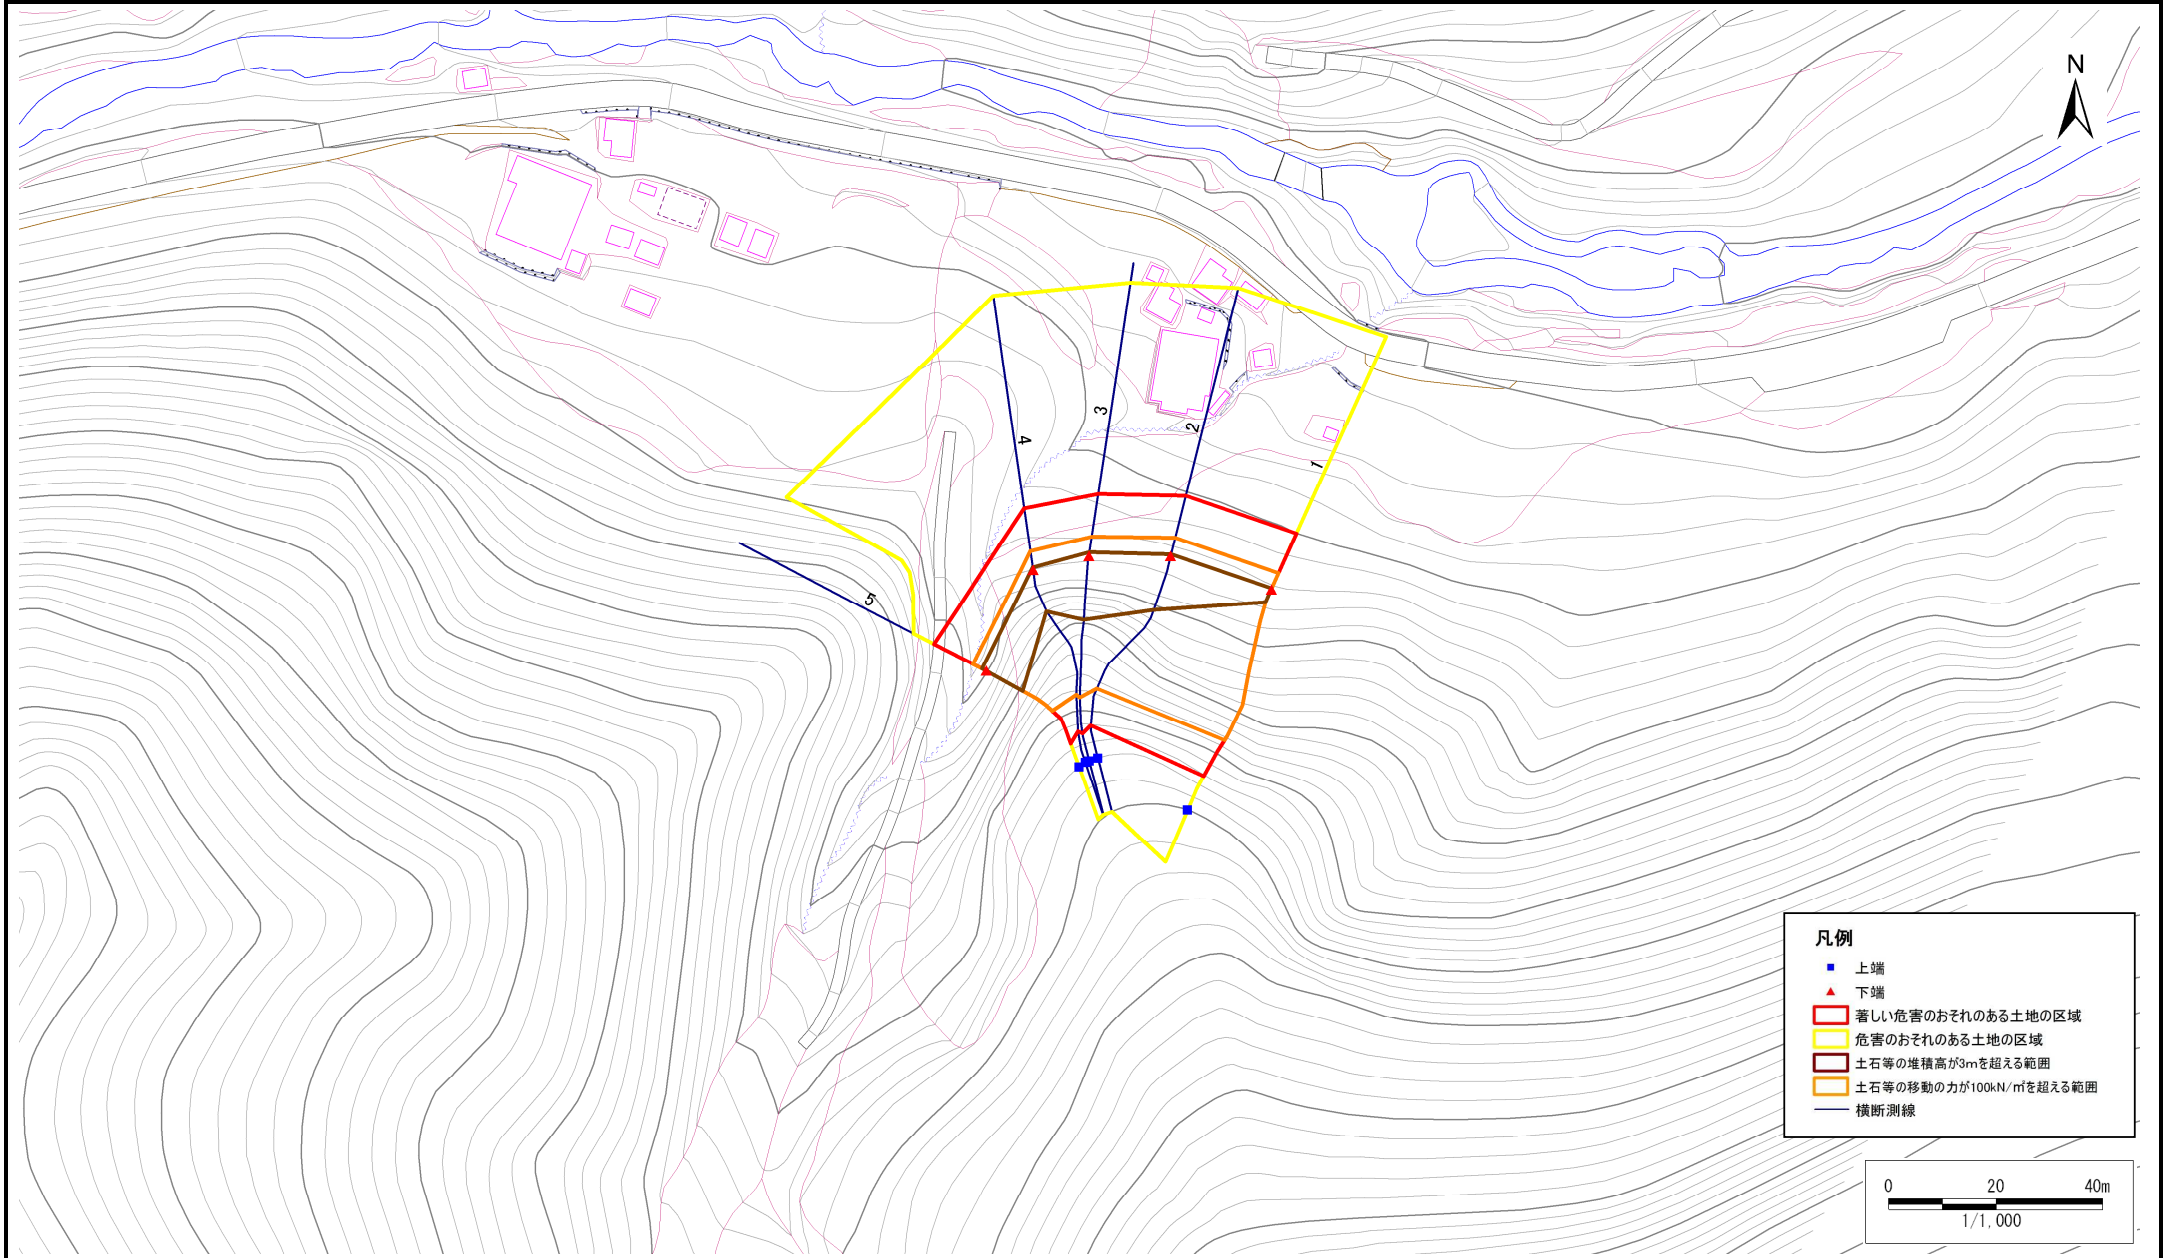 N
4
3
2
1
5
凡例
上端
下端
著しい危害のおそれのある土地の区域
危害のおそれのある土地の区域
土石等の堆積高が3mを超える範囲
土石等の移動の力が100kN/㎡を超える範囲
横断測線
0 20 40m
1/1,000